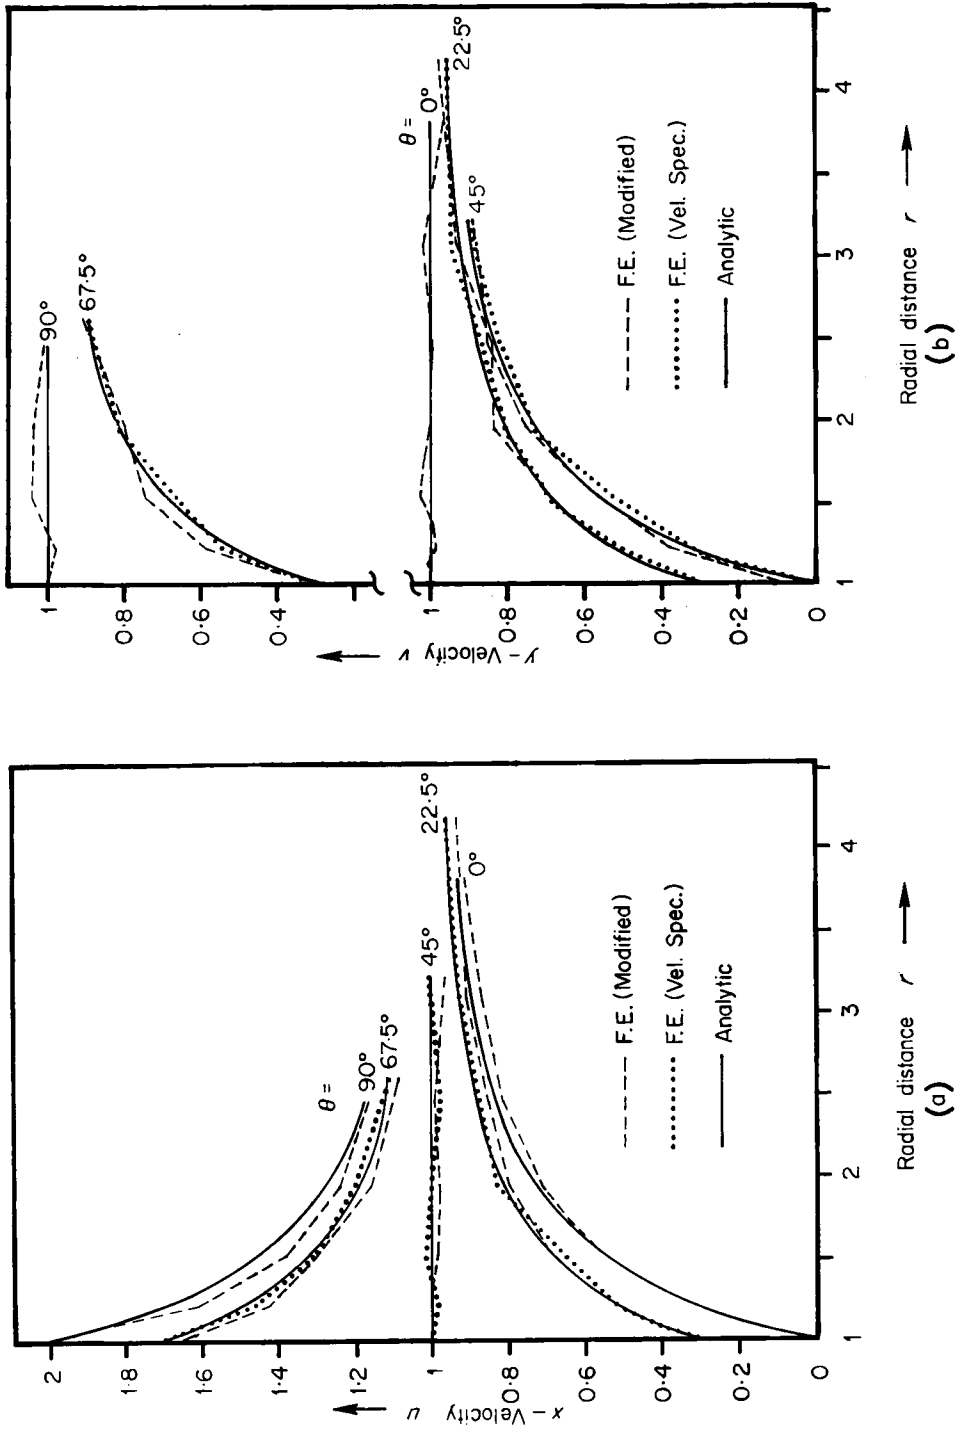 2
1·8
1·6
1·4
1·2
1
0·8
0·6
0·4
0·2
0
x – Velocity u
θ =
90°
67·5°
45°
22·5°
0°
F.E. (Modified)
F.E. (Vel. Spec.)
Analytic
1
2
3
4
Radial distance r
(a)
1
0·8
0·6
0·4
1
0·8
0·6
0·4
0·2
0
y – Velocity v
90°
67·5°
θ = 0°
22·5°
45°
F.E. (Modified)
F.E. (Vel. Spec.)
Analytic
1
2
3
4
Radial distance r
(b)